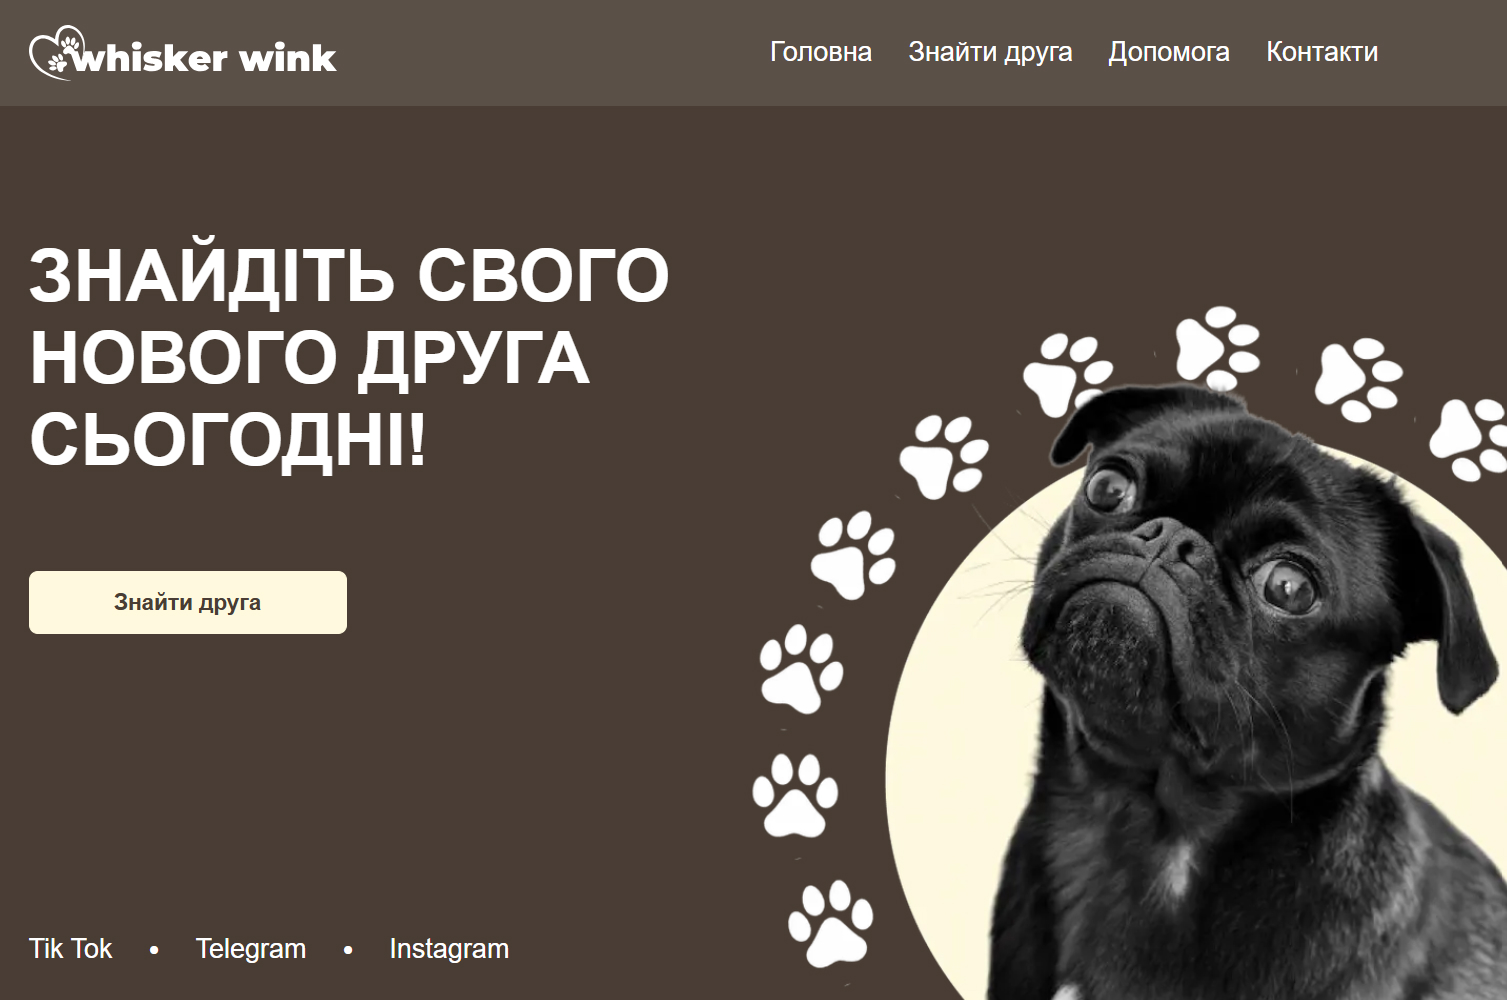 whisker wink
Головна Знайти друга Допомога Контакти
ЗНАЙДІТЬ СВОГО
НОВОГО ДРУГА
СЬОГОДНІ!
Знайти друга
Tik Tok • Telegram • Instagram